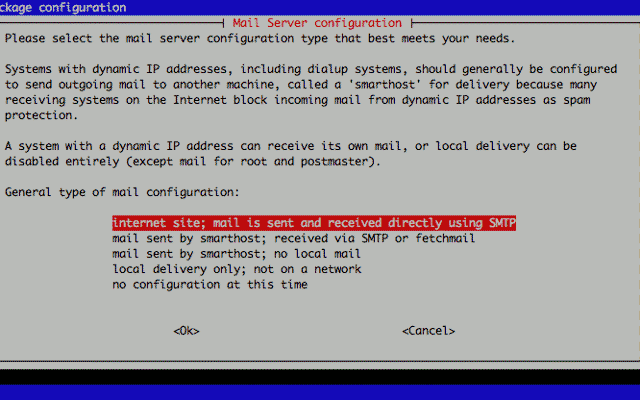 ckage configuration
Mail Server configuration
Please select the mail server configuration type that best meets your needs.
Systems with dynamic IP addresses, including dialup systems, should generally be configured
to send outgoing mail to another machine, called a 'smarthost' for delivery because many
receiving systems on the Internet block incoming mail from dynamic IP addresses as spam
protection.
A system with a dynamic IP address can receive its own mail, or local delivery can be
disabled entirely (except mail for root and postmaster).
General type of mail configuration:
internet site; mail is sent and received directly using SMTP
mail sent by smarthost; received via SMTP or fetchmail
mail sent by smarthost; no local mail
local delivery only; not on a network
no configuration at this time
<Ok> <Cancel>